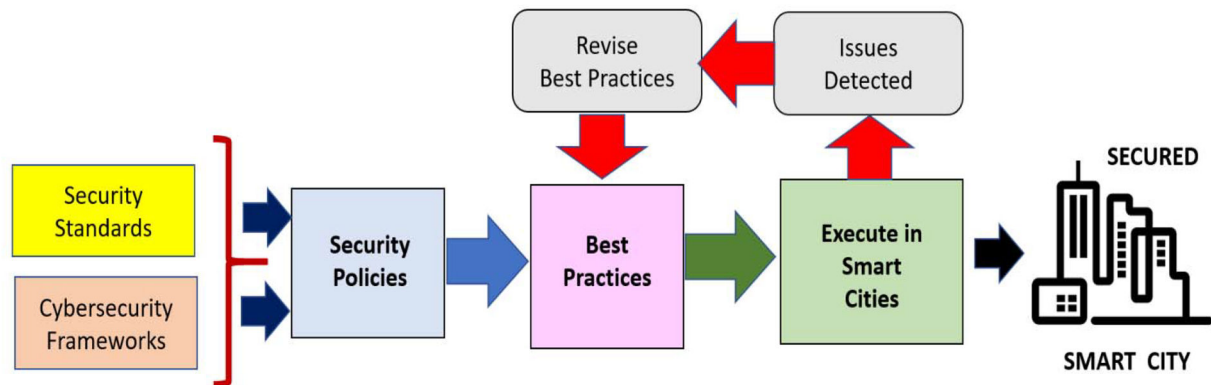 Revise
Best Practices
Issues
Detected
Security
Standards
Cybersecurity
Frameworks
Security
Policies
Best
Practices
Execute in
Smart
Cities
SECURED
SMART CITY